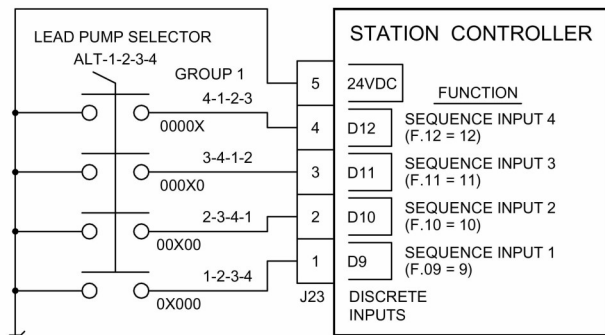 LEAD PUMP SELECTOR
ALT-1-2-3-4
GROUP 1
4-1-2-3
0000X
3-4-1-2
000X0
2-3-4-1
00X00
1-2-3-4
0X000
5
4
3
2
1
J23
STATION CONTROLLER
24VDC
FUNCTION
D12
SEQUENCE INPUT 4
(F.12 = 12)
D11
SEQUENCE INPUT 3
(F.11 = 11)
D10
SEQUENCE INPUT 2
(F.10 = 10)
D9
SEQUENCE INPUT 1
(F.09 = 9)
DISCRETE
INPUTS